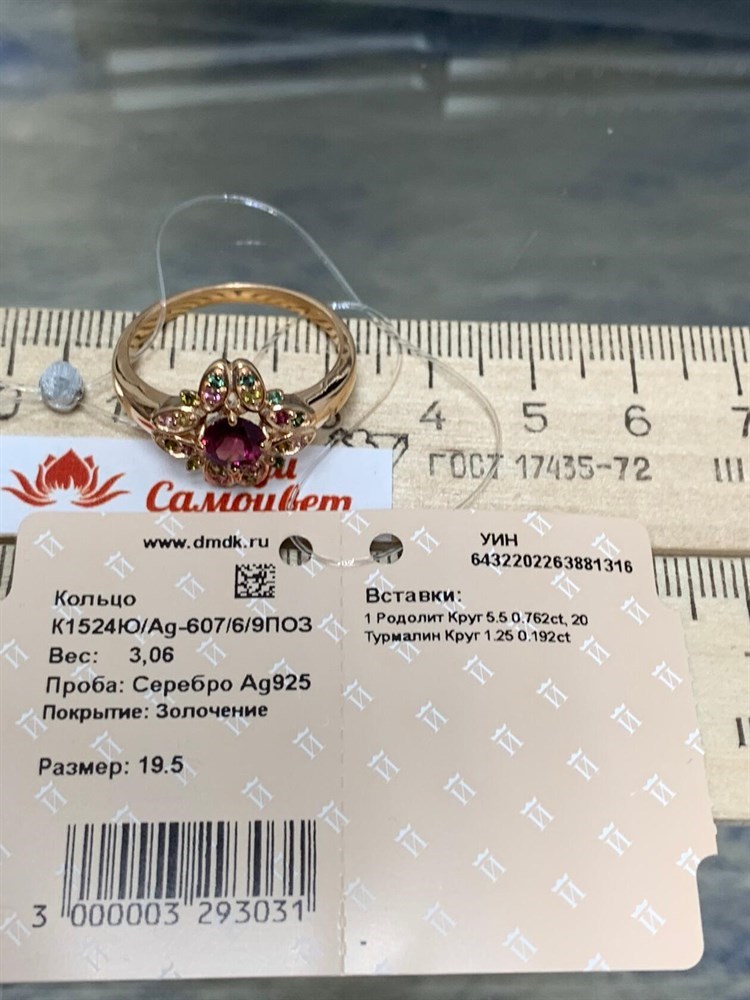 4 5 6 7
ГОСТ 17435-72
Самоцвет
www.dmdk.ru
Кольцо
К1524Ю/Ag-607/6/9ПОЗ
Вес: 3,06
Проба: Серебро Ag925
Покрытие: Золочение
Размер: 19.5
3 000003 293031
УИН
6432202263881316
Вставки:
1 Родолит Круг 5.5 0.762ct, 20
Турмалин Круг 1.25 0.192ct